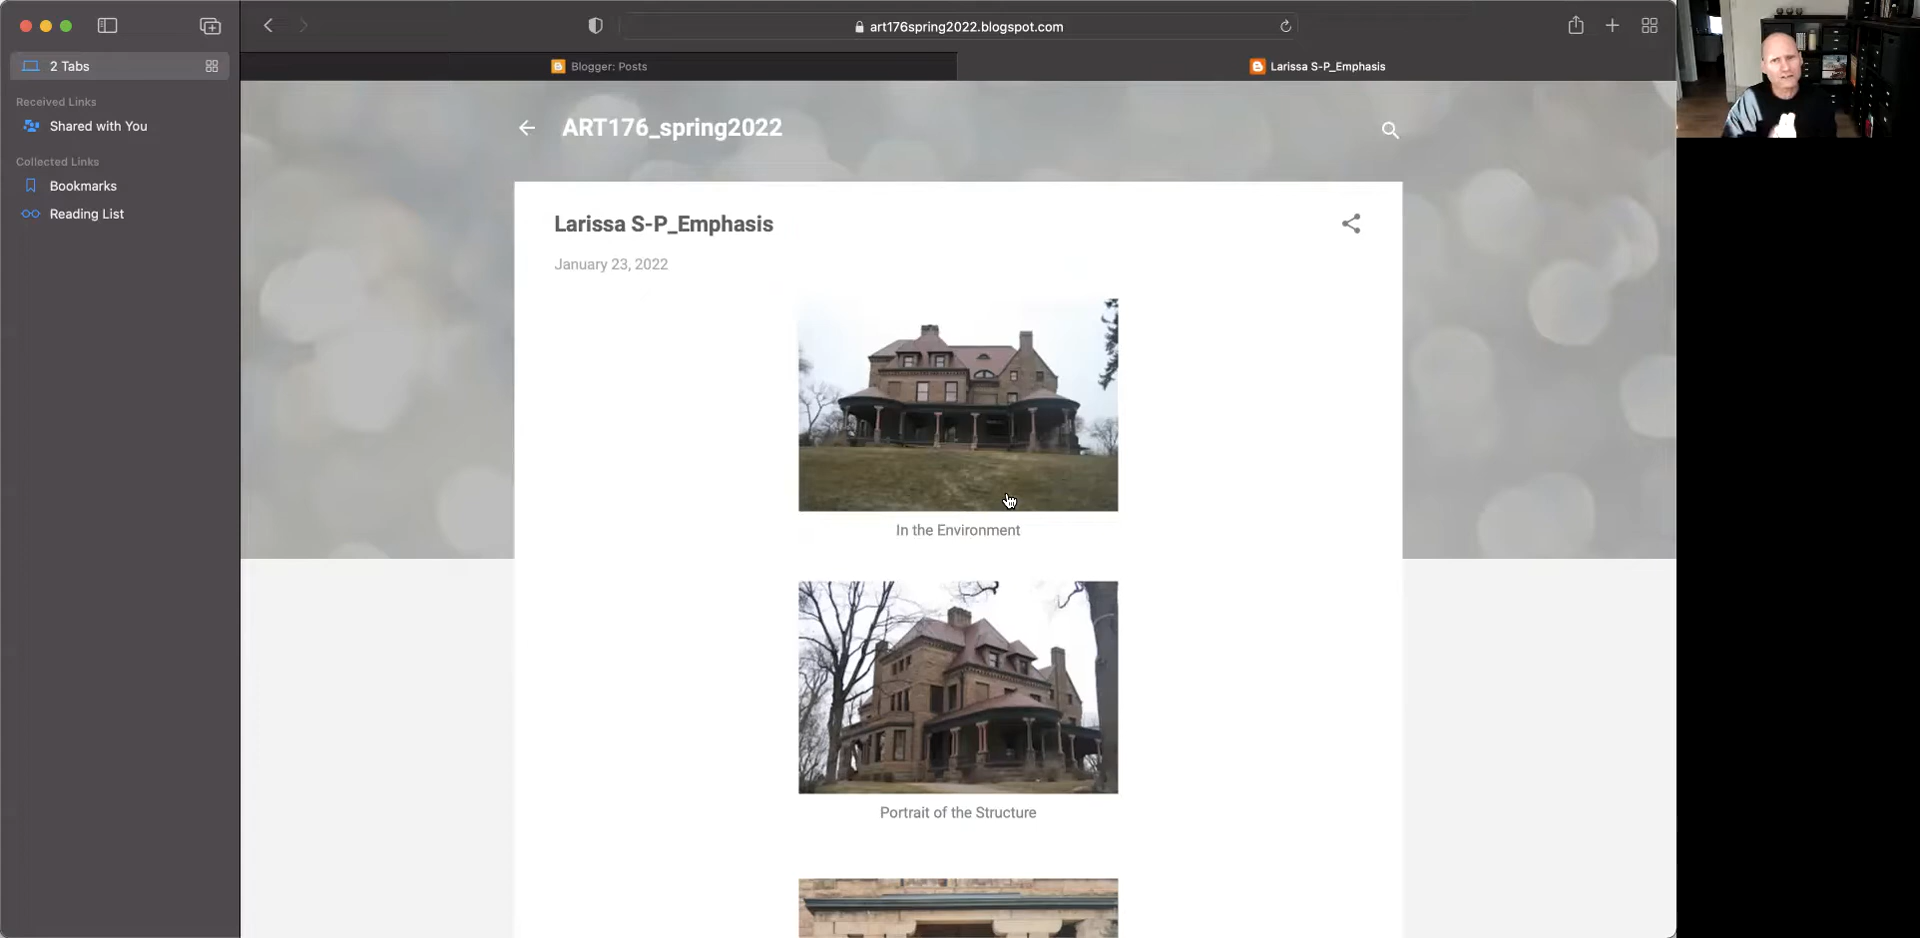 art176spring2022.blogspot.com
2 Tabs
Blogger: Posts
Larissa S-P_Emphasis
Received Links
Shared with You
Collected Links
Bookmarks
Reading List
ART176_spring2022
Larissa S-P_Emphasis
January 23, 2022
In the Environment
Portrait of the Structure